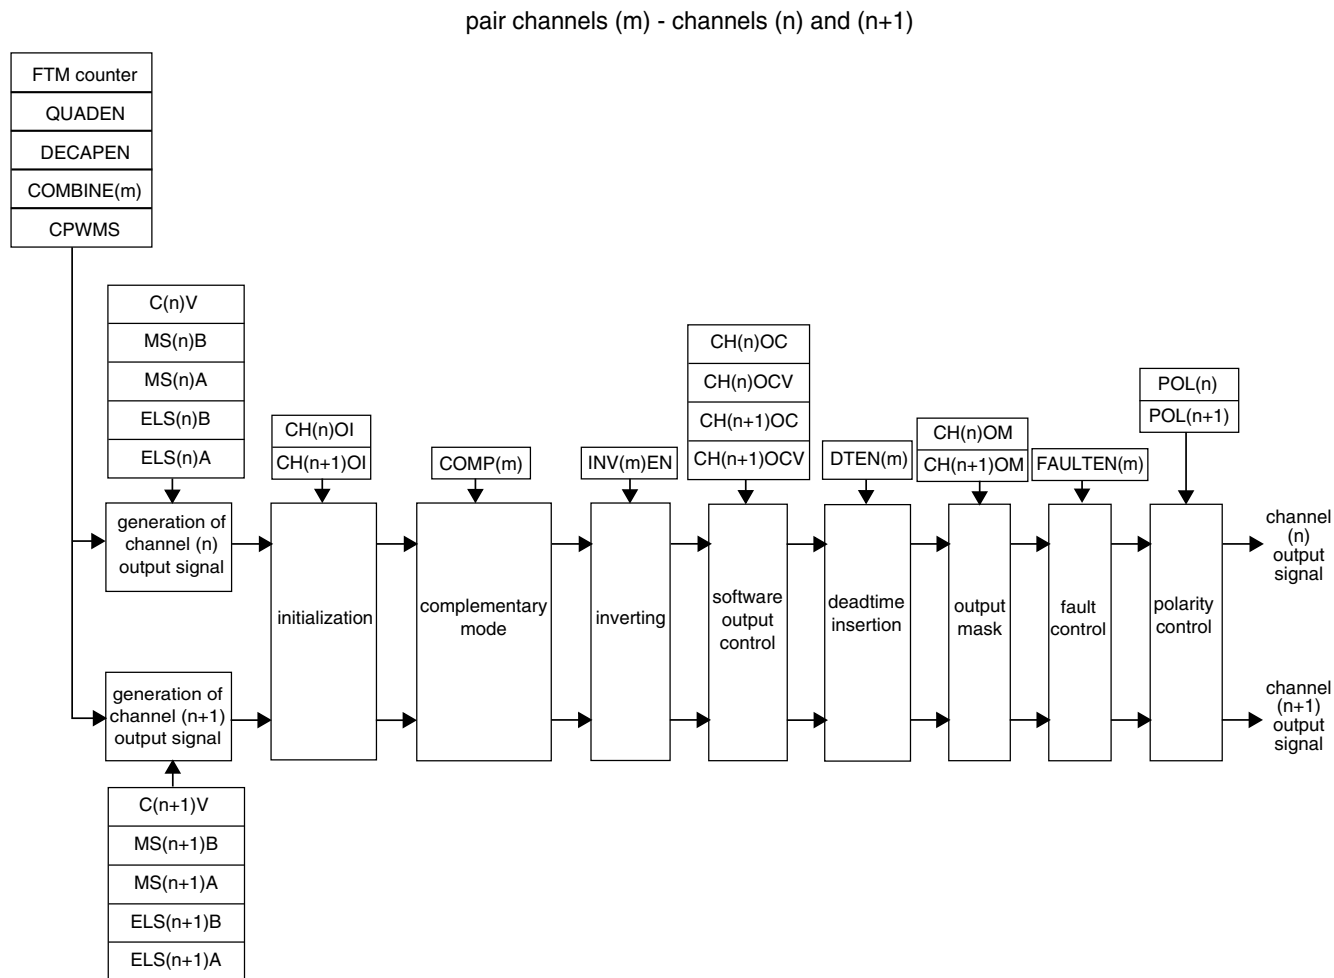 pair channels (m) - channels (n) and (n+1)
FTM counter
QUADEN
DECAPEN
COMBINE(m)
CPWMS
C(n)V
MS(n)B
MS(n)A
ELS(n)B
ELS(n)A
CH(n)OI
CH(n+1)OI
COMP(m)
INV(m)EN
CH(n)OC
CH(n)OCV
CH(n+1)OC
CH(n+1)OCV
DTEN(m)
CH(n)OM
CH(n+1)OM
FAULTEN(m)
POL(n)
POL(n+1)
generation of
channel (n)
output signal
initialization
complementary
mode
inverting
software
output
control
deadtime
insertion
output
mask
fault
control
polarity
control
channel
(n)
output
signal
generation of
channel (n+1)
output signal
channel
(n+1)
output
signal
C(n+1)V
MS(n+1)B
MS(n+1)A
ELS(n+1)B
ELS(n+1)A